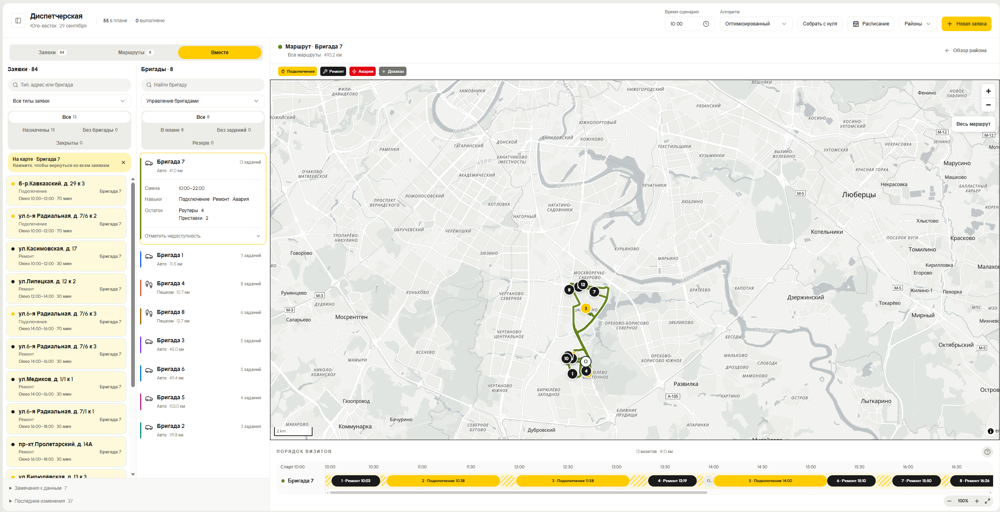 Диспетчерская
Юго-восток · 29 сентября
55 в плане · 0 выполнено
Время сценария
10:00
Алгоритм
Оптимизированный
Собрать с нуля
Расписание
Районы
Новая заявка
Заявки 84
Маршруты 8
Вместе
Заявки · 84
Тип, адрес или бригада
Все типы заявок
Все 13
Назначены 13
Без бригады 0
Закрыты 0
На карте · Бригада 7
Нажмите, чтобы вернуться ко всем заявкам
б-р.Кавказский, д. 29 к 3
Подключение
Бригада 7
Окно 10:00–12:00 · 70 мин
ул.6-я Радиальная, д. 7/6 к 2
Подключение
Бригада 7
Окно 10:00–12:00 · 70 мин
ул.Касимовская, д. 17
Ремонт
Бригада 7
Окно 10:00–12:00 · 30 мин
ул.Липецкая, д. 12 к 2
Ремонт
Бригада 7
Окно 12:00–14:00 · 30 мин
ул.6-я Радиальная, д. 7/6 к 3
Подключение
Бригада 7
Окно 14:00–16:00 · 70 мин
ул.6-я Радиальная, д. 7/6 к 3
Ремонт
Бригада 7
Окно 14:00–16:00 · 30 мин
ул.Медиков, д. 1/1 к 1
Ремонт
Бригада 7
Окно 14:00–16:00 · 30 мин
ул.6-я Радиальная, д. 7/1 к 1
Ремонт
Бригада 7
Окно 16:00–18:00 · 30 мин
пр-кт.Пролетарский, д. 14А
Ремонт
Бригада 7
Окно 16:00–18:00 · 30 мин
ул.Бирюлёвская, д. 13 к 3
Замечания к данным 7
Последние изменения 37
Бригады · 8
Найти бригаду
Управление бригадами
Все 8
В плане 8
Без заданий 0
Резерв 0
Бригада 7
13 заданий
Авто · 41.0 км
Смена 10:00–22:00
Навыки Подключение · Ремонт · Авария
Остаток Роутеры 4
Приставки 2
Отметить недоступность
Бригада 1
11 заданий
Авто · 111.5 км
Бригада 4
8 заданий
Пешком · 10.7 км
Бригада 8
6 заданий
Пешком · 12.7 км
Бригада 3
5 заданий
Авто · 45.0 км
Бригада 6
5 заданий
Авто · 49.4 км
Бригада 5
4 задания
Авто · 103.0 км
Бригада 2
3 задания
Авто · 119.8 км
Маршрут · Бригада 7
Все маршруты · 493.2 км
Обзор района
Подключение
Ремонт
Авария
Дозаказ
Весь маршрут
ФИЛИ-
ДАВЫДКОВО
ХАМОВНИКИ
Москва
НИЖЕГОРОДСКИЙ
ВЕШНЯКИ
Фенино
НОВОЕ
ПАВЛИНО
МОЖАЙСКИЙ
Москва
ЮЖНОПОРТОВЫЙ
РЯЗАНСКИЙ
КОСИНО
КОСИНО-
УХТОМСКИЙ
М-12
М-12
РАМЕНКИ
ГАГАРИНСКИЙ
ДОНСКОЙ
ДАНИЛОВСКИЙ
КОЖУХОВО
ТЕКСТИЛЬЩИКИ
КУЗЬМИНКИ
ВЫХИНО-
ЖУЛЕБИНО
УХТОМСКАЯ
НЕКРАСОВКА
ЗЕНИНО
КАНАТЧИКОВО
(МЕСТНОСТЬ)
Чура
КРАСНАЯ ГОРКА
Марусино
ОЧАКОВО-
МАТВЕЕВСКОЕ
АКАДЕМИЧЕСКИЙ
Москва
ПЕЧАТНИКИ
Машково
Некрасовка
БАЛЛАСТНЫЙ
КАРЬЕР
М-5
Люберцы
ЛОМОНОСОВСКИЙ
ПРОСПЕКТ
ВЕРНАДСКОГО
КОТЛОВКА
НАГАТИНО-
САДОВНИКИ
ЛЮБЛИНО
НАГОРНЫЙ
Москва
Хлыстово
ОБРУЧЕВСКИЙ
ЧЕРЁМУШКИ
ТРОПАРЁВО-
НИКУЛИНО
Котельники
ПОСЕЛОК ВУГИ
Красково
КУРЬЯНОВО
Томилино
Говорово
ЗЮЗИНО
МАРЬИНО
Кирилловка
Егорово
МОСКВОРЕЧЬЕ-
САБУРОВО
Москва
Румянцево
М-3
КОНЬКОВО
ЧЕРТАНОВО
СЕВЕРНОЕ
8
12
7
БРАТЕЕВО
КАПОТНЯ
М-5
Жилино-1
Пехорка
Дзержинский
Токарёво
ДУДКИНО
М-3
3
МПС
Мирный
Саларьево
Мосрентген
ОРЕХОВО-БОРИСОВО
СЕВЕРНОЕ
ЗЯБЛИКОВО
ЧЕРТАНОВО
ЦЕНТРАЛЬНОЕ
БЕСЕДЫ
Москва
Октябрьский
М-5
ЯСЕНЕВО
МАМЫРИ
10
О
ОРЕХОВО-
БОРИСОВО ЮЖНОЕ
МИЛЬКОВО
СЛОБОДА
НИКОЛО-
ХОВАНСКОЕ
1
4
ДРОЗДОВО
МАМОНОВО
ЧЕРТАНОВО
ЮЖНОЕ
БИРЮЛЁВО
ЗАПАДНОЕ
Развилка
А-105
КАРТИНО
ОСТРОВ
Газопровод
Лыткарино
БЛИЖНИЕ
ПРУДИЩИ
Бачурино
МАКАРОВО
Коммунарка
СЕВЕРНОЕ
БУТОВО
Дубровский
АПАРИНКИ
2 km
ПОРЯДОК ВИЗИТОВ
13 визитов · 41.0 км
Старт 10:00
10:00
10:30
11:00
11:30
12:00
12:30
13:00
13:30
14:00
14:30
15:00
15:30
16:00
16:30
Бригада 7
1 · Ремонт 10:03
2 · Подключение 10:38
3 · Подключение 11:58
4 · Ремонт 13:19
О...
5 · Подключение 14:00
6 · Ремонт 15:10
7 · Ремонт 15:50
8 · Ремонт 16:26
100%